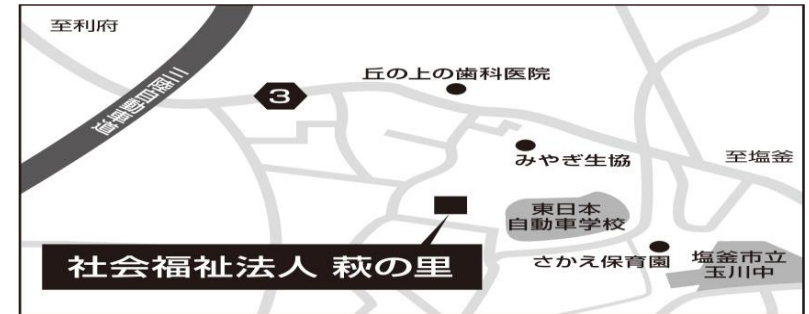 至利府
三陸自動車道
3
丘の上の歯科医院
みやぎ生協
至塩釜
東日本
自動車学校
さかえ保育園
塩釜市立
玉川中
社会福祉法人 萩の里